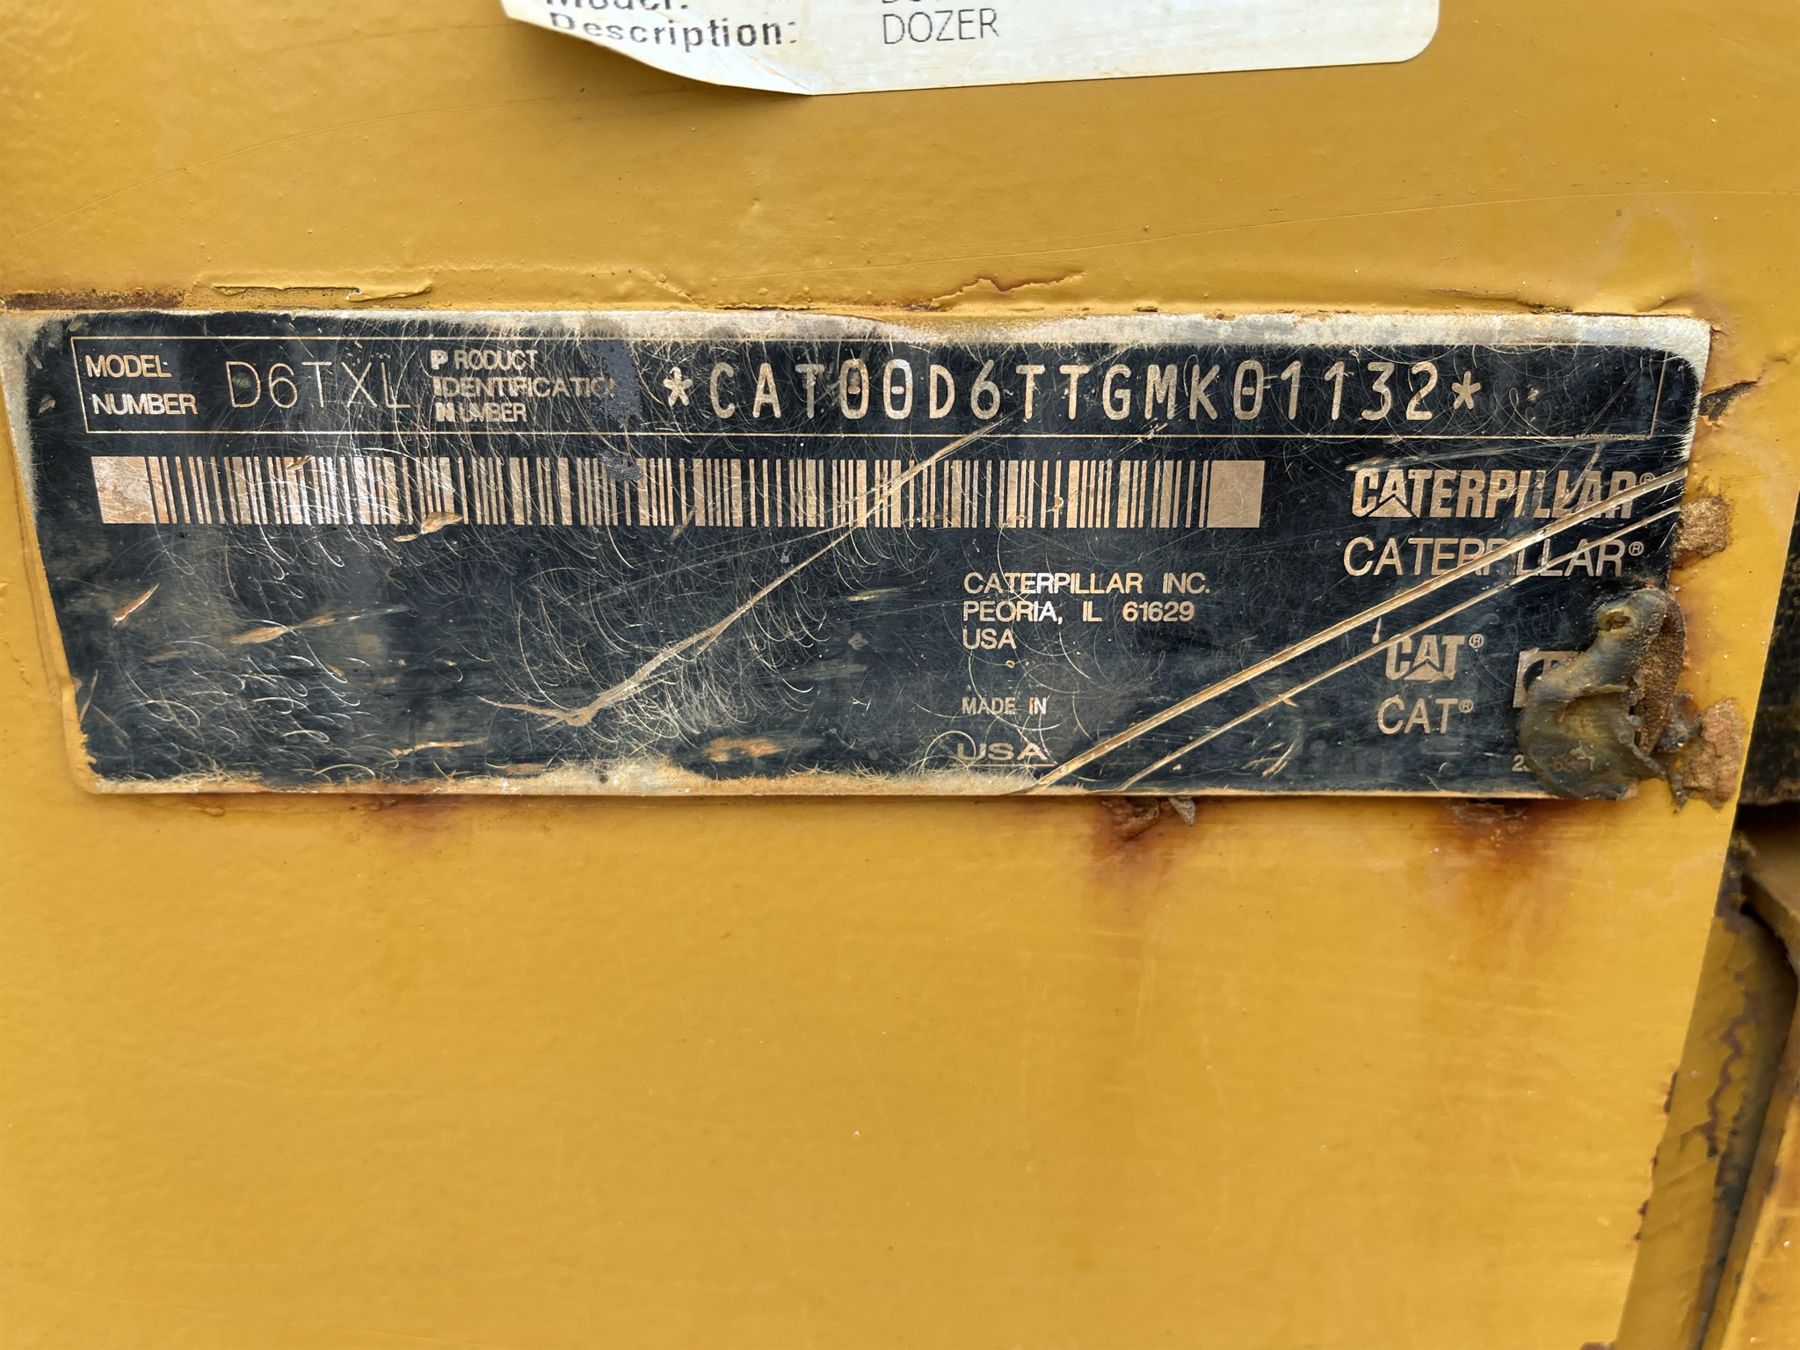 Description: DOZER
MODEL NUMBER D6TXL
PRODUCT IDENTIFICATION NUMBER *CAT00D6TTGMK01132*
CATERPILLAR®
CATERPILLAR®
CATERPILLAR INC.
PEORIA, IL 61629
USA
CAT®
CAT®
MADE IN
USA